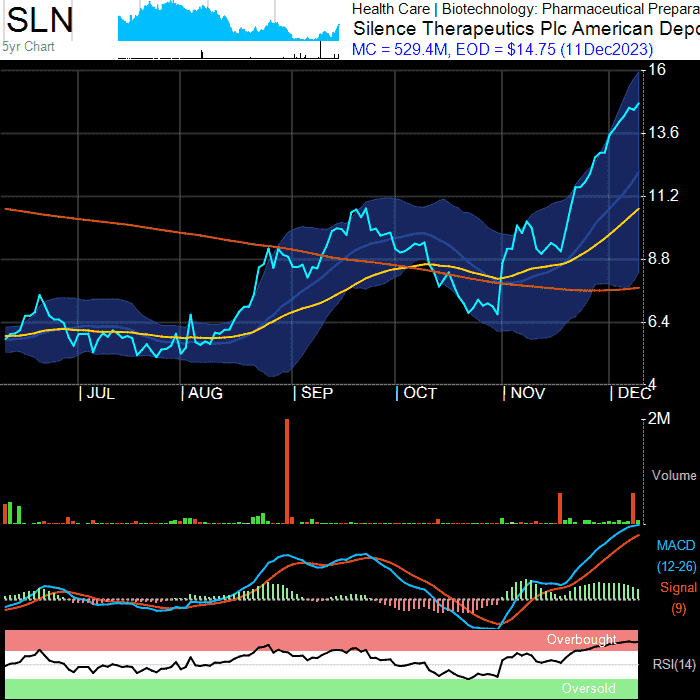 SLN
Health Care | Biotechnology: Pharmaceutical Prepara
5yr Chart
Silence Therapeutics Plc American Depo
MC = 529.4M, EOD = $14.75 (11Dec2023)
16
13.6
11.2
8.8
6.4
4
JUL AUG SEP OCT NOV DEC
2M
Volume
MACD
(12-26)
Signal
(9)
Overbought
RSI(14)
Oversold